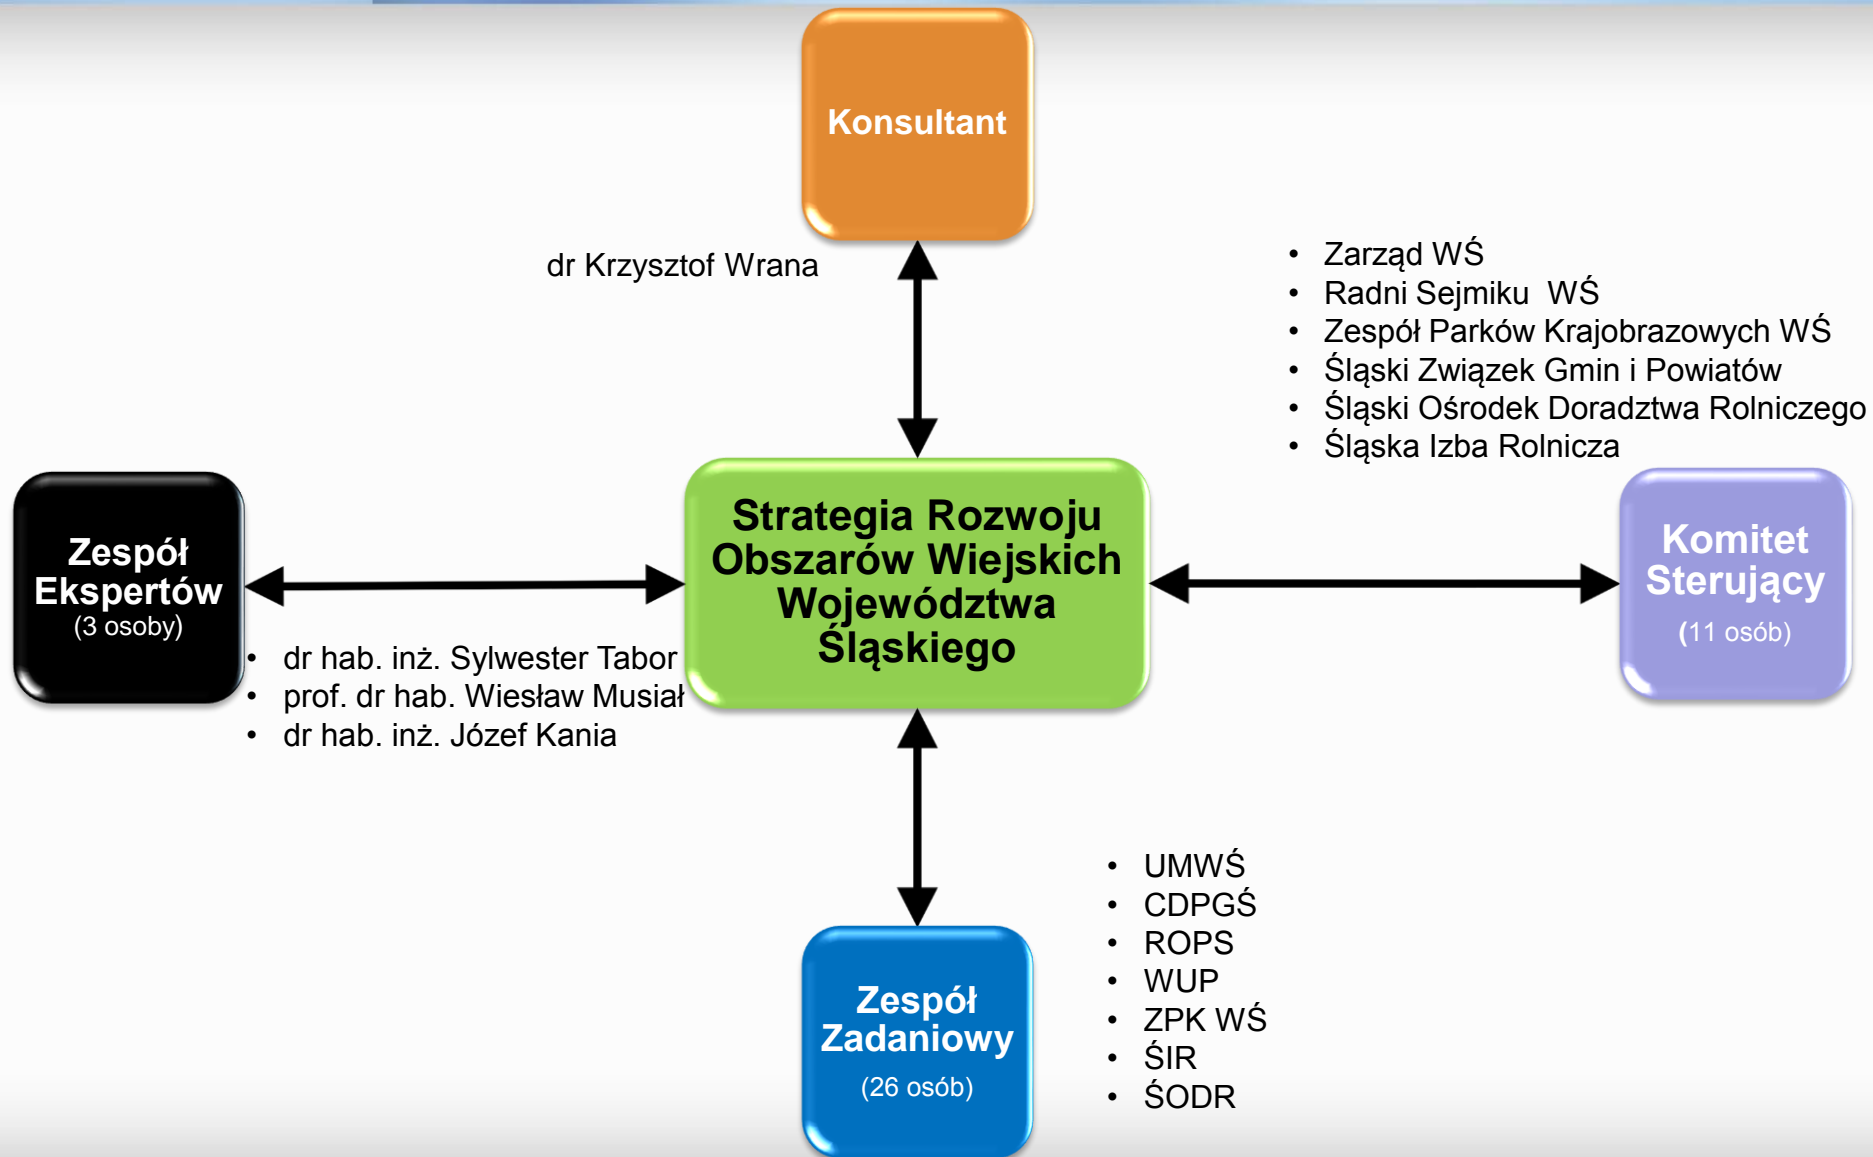 Konsultant
dr Krzysztof Wrana
• Zarząd WŚ
• Radni Sejmiku WŚ
• Zespół Parków Krajobrazowych WŚ
• Śląski Związek Gmin i Powiatów
• Śląski Ośrodek Doradztwa Rolniczego
• Śląska Izba Rolnicza
Zespół
Ekspertów
(3 osoby)
• dr hab. inż. Sylwester Tabor
• prof. dr hab. Wiesław Musiał
• dr hab. inż. Józef Kania
Strategia Rozwoju
Obszarów Wiejskich
Województwa
Śląskiego
Komitet
Sterujący
(11 osób)
Zespół
Zadaniowy
(26 osób)
• UMWŚ
• CDPGŚ
• ROPS
• WUP
• ZPK WŚ
• ŚIR
• ŚODR